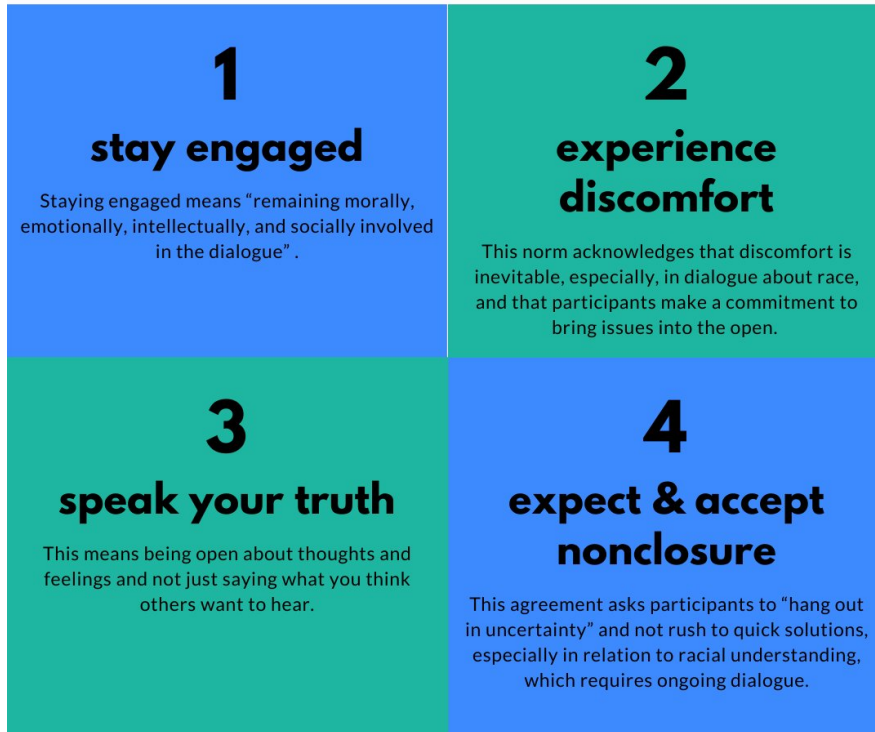 1
stay engaged
Staying engaged means “remaining morally,
emotionally, intellectually, and socially involved
in the dialogue” .
2
experience
discomfort
This norm acknowledges that discomfort is
inevitable, especially, in dialogue about race,
and that participants make a commitment to
bring issues into the open.
3
speak your truth
This means being open about thoughts and
feelings and not just saying what you think
others want to hear.
4
expect & accept
nonclosure
This agreement asks participants to “hang out
in uncertainty” and not rush to quick solutions,
especially in relation to racial understanding,
which requires ongoing dialogue.